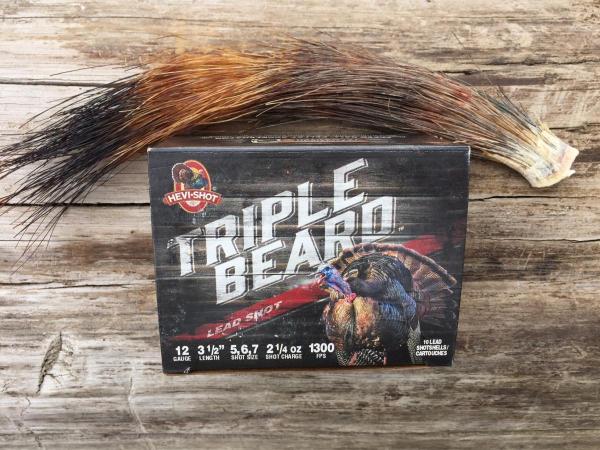 HEVI-SHOT
TRIPLE
BEARD™
LEAD SHOT
12 3 1/2" 5,6,7 2 1/4 oz 1300
GAUGE LENGTH SHOT SIZE SHOT CHARGE FPS
10 LEAD
SHOTSHELLS/
CARTOUCHES